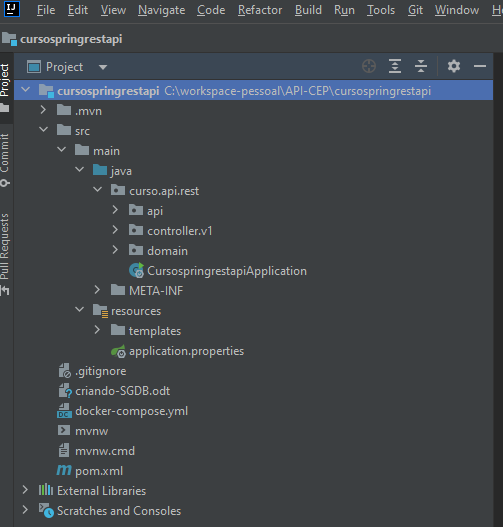 IJ File Edit View Navigate Code Refactor Build Run Tools Git Window
cursospringrestapi
Project
Project
cursospringrestapi C:\workspace-pessoal\API-CEP\cursospringrestapi
.mvn
src
main
java
curso.api.rest
api
controller.v1
domain
CursospringrestapiApplication
META-INF
resources
templates
application.properties
.gitignore
criando-SGDB.odt
docker-compose.yml
DC
mvnw
mvnw.cmd
pom.xml
External Libraries
Scratches and Consoles
Commit
Pull Requests